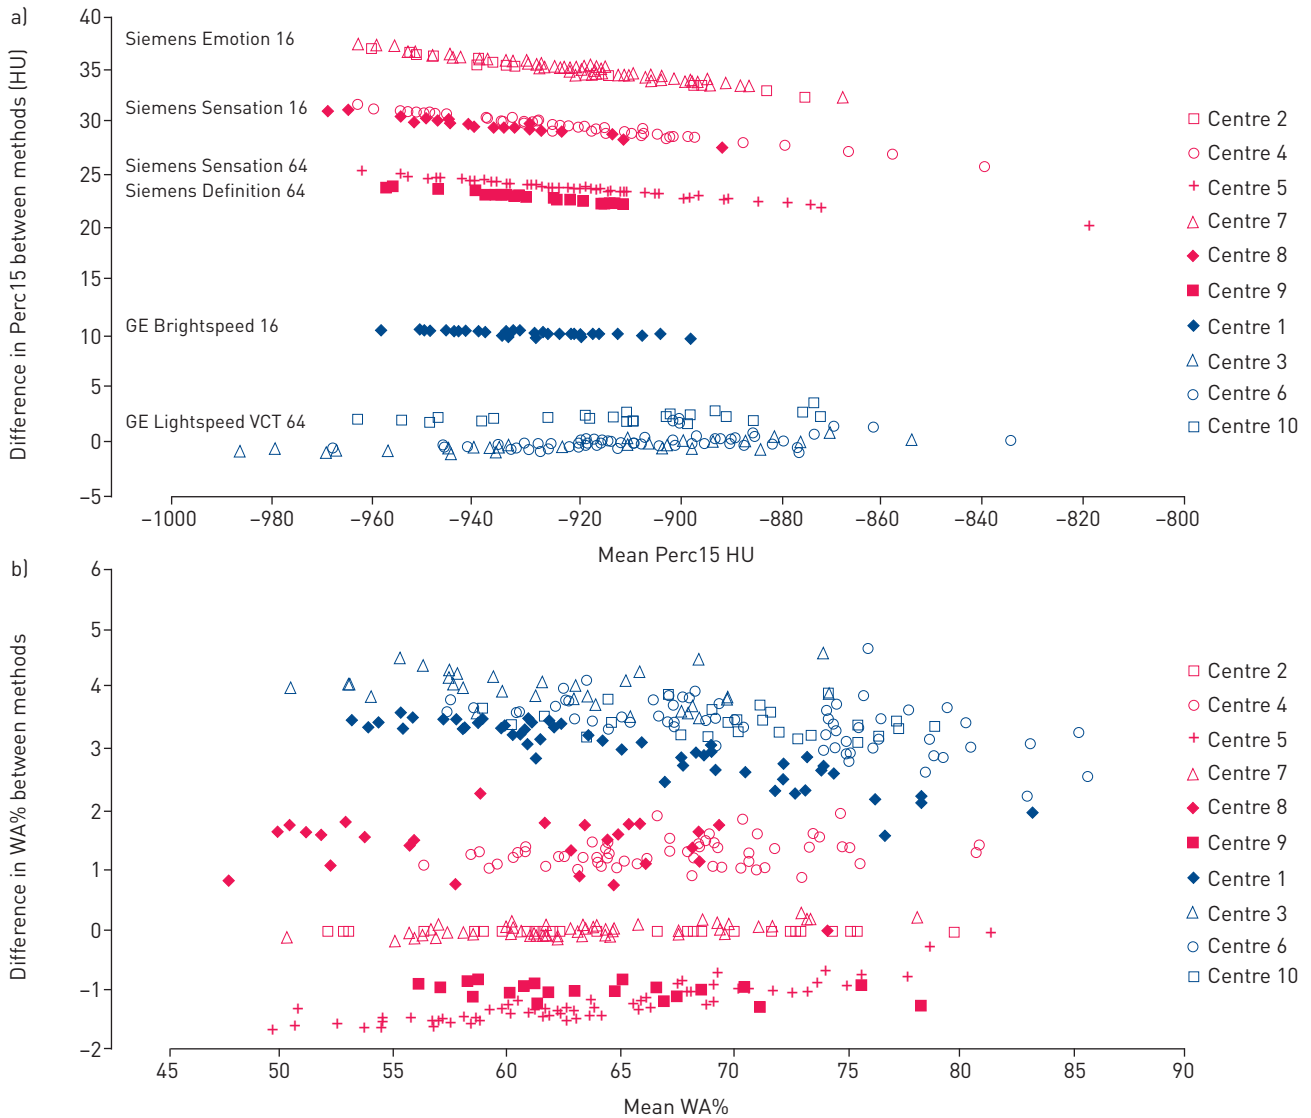 a)
Difference in Perc15 between methods (HU)
40
35
30
25
20
15
10
5
0
–5
Siemens Emotion 16
Siemens Sensation 16
Siemens Sensation 64
Siemens Definition 64
GE Brightspeed 16
GE Lightspeed VCT 64
Centre 2
Centre 4
Centre 5
Centre 7
Centre 8
Centre 9
Centre 1
Centre 3
Centre 6
Centre 10
–1000 –980 –960 –940 –920 –900 –880 –860 –840 –820 –800
Mean Perc15 HU
b)
Difference in WA% between methods
6
5
4
3
2
1
0
–1
–2
Centre 2
Centre 4
Centre 5
Centre 7
Centre 8
Centre 9
Centre 1
Centre 3
Centre 6
Centre 10
45 50 55 60 65 70 75 80 85 90
Mean WA%